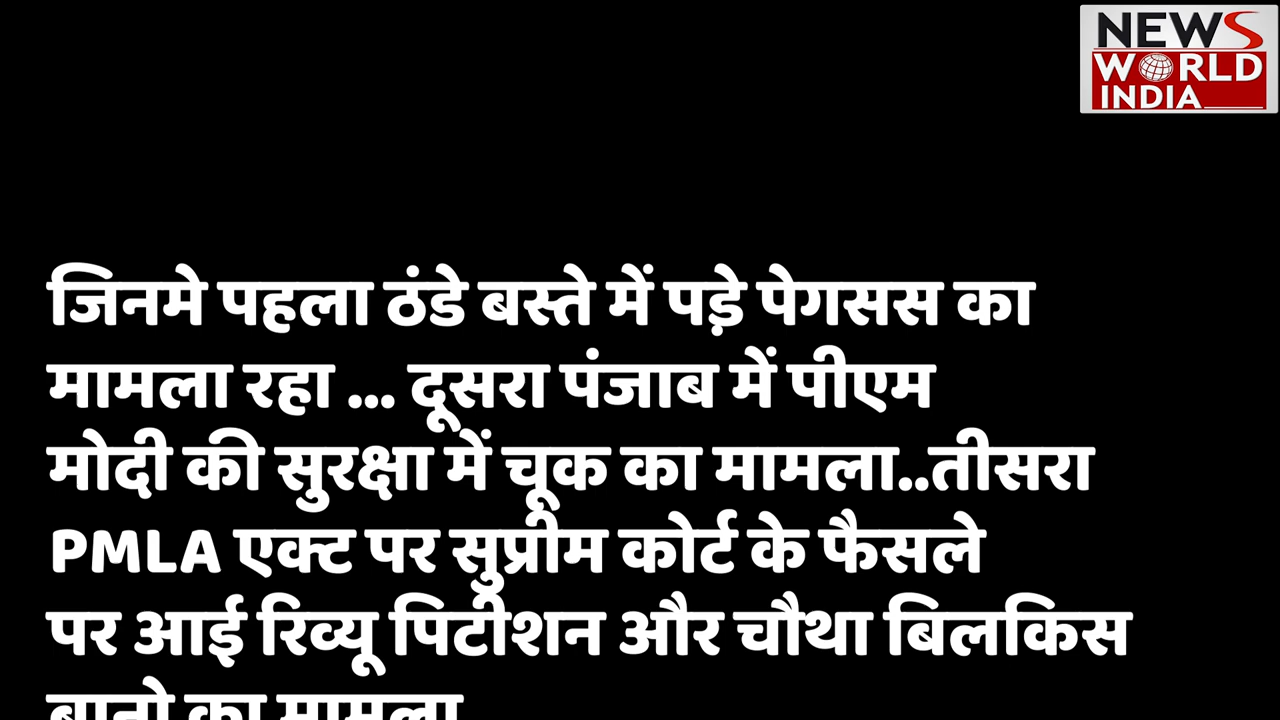 NEWS
WORLD
INDIA
जिनमे पहला ठंडे बस्ते में पड़े पेगसस का
मामला रहा ... दूसरा पंजाब में पीएम
मोदी की सुरक्षा में चूक का मामला..तीसरा
PMLA एक्ट पर सुप्रीम कोर्ट के फैसले
पर आई रिव्यू पिटीशन और चौथा बिलकिस
बानो का मामला